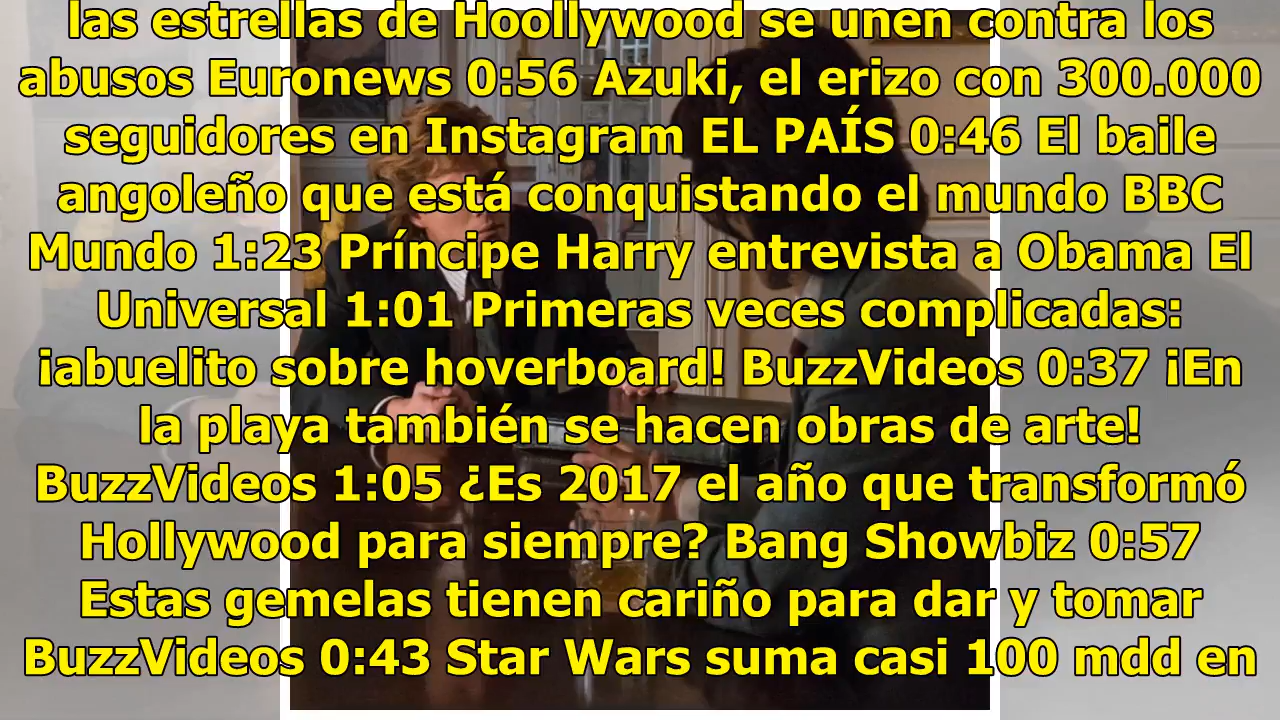 las estrellas de Hoollywood se unen contra los
abusos Euronews 0:56 Azuki, el erizo con 300.000
seguidores en Instagram EL PAÍS 0:46 El baile
angoleño que está conquistando el mundo BBC
Mundo 1:23 Príncipe Harry entrevista a Obama El
Universal 1:01 Primeras veces complicadas:
¡abuelito sobre hoverboard! BuzzVideos 0:37 ¡En
la playa también se hacen obras de arte!
BuzzVideos 1:05 ¿Es 2017 el año que transformó
Hollywood para siempre? Bang Showbiz 0:57
Estas gemelas tienen cariño para dar y tomar
BuzzVideos 0:43 Star Wars suma casi 100 mdd en